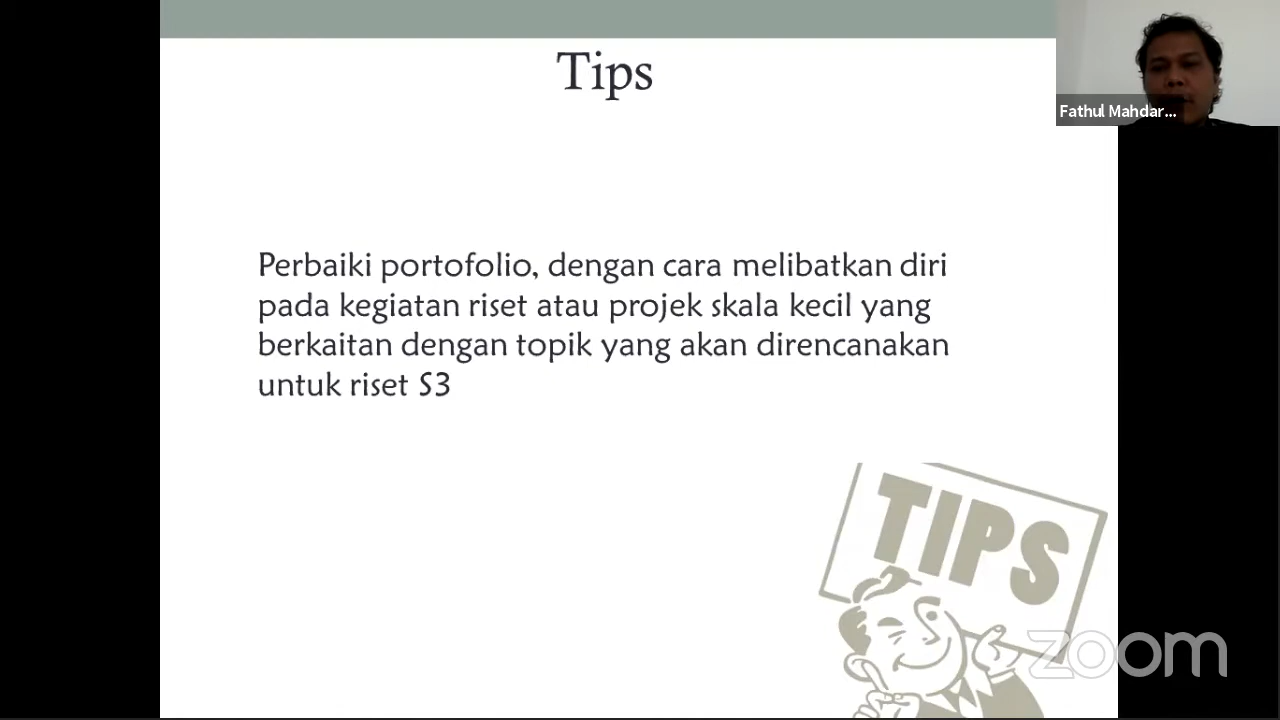 Tips
Fathul Mahdar...
Perbaiki portofolio, dengan cara melibatkan diri
pada kegiatan riset atau projek skala kecil yang
berkaitan dengan topik yang akan direncanakan
untuk riset S3
TIPS
zoom